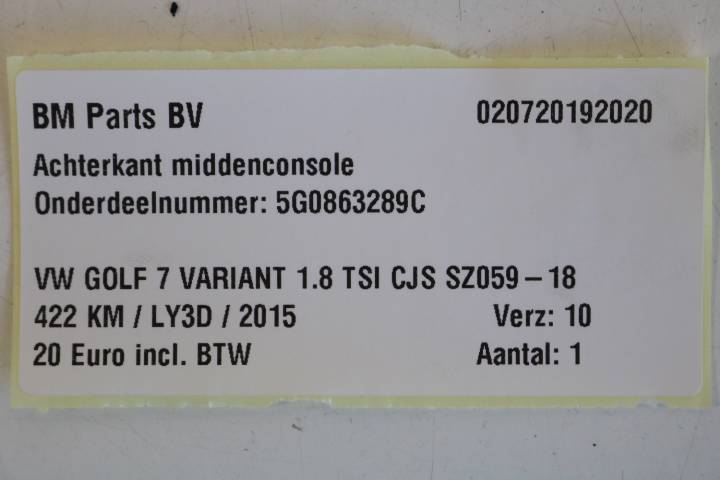 BM Parts BV 020720192020
Achterkant middenconsole
Onderdeelnummer: 5G0863289C
VW GOLF 7 VARIANT 1.8 TSI CJS SZ059 – 18
422 KM / LY3D / 2015 Verz: 10
20 Euro incl. BTW Aantal: 1